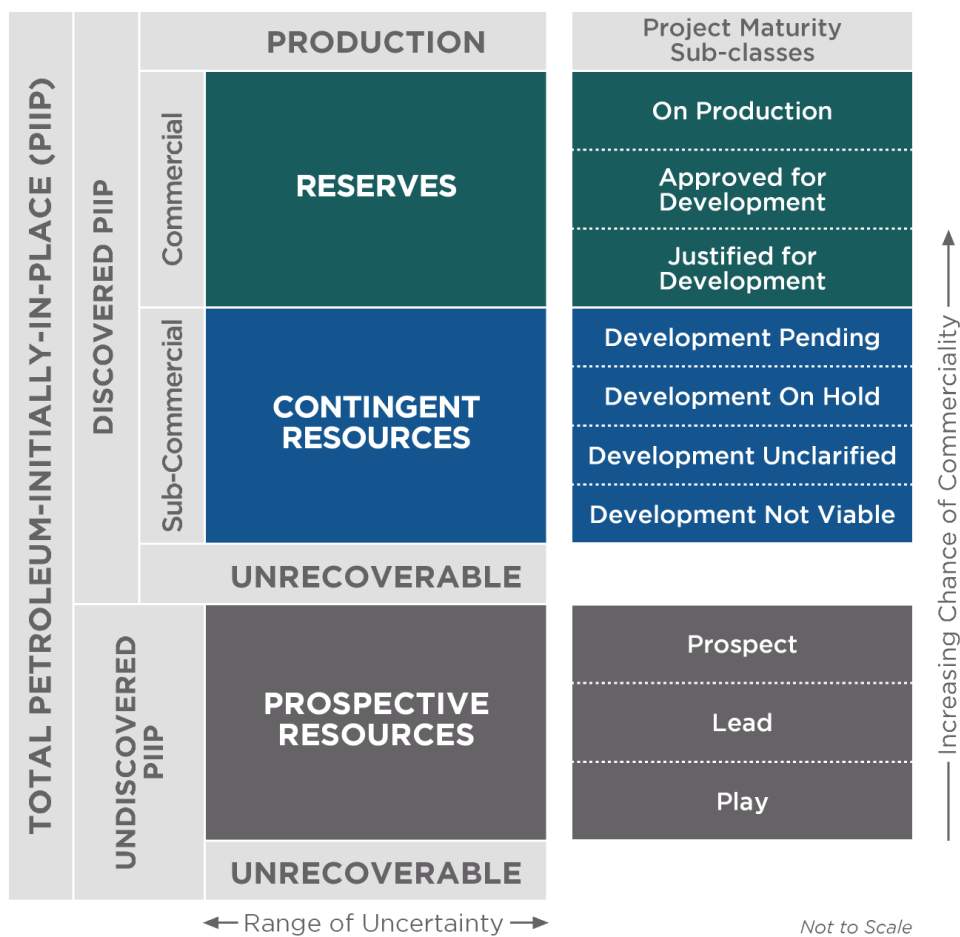 TOTAL PETROLEUM-INITIALLY-IN-PLACE (PIIP)
DISCOVERED PIIP
UNDISCOVERED
PIIP
Commercial
Sub-Commercial
PRODUCTION
RESERVES
CONTINGENT
RESOURCES
UNRECOVERABLE
PROSPECTIVE
RESOURCES
UNRECOVERABLE
Range of Uncertainty
Project Maturity
Sub-classes
On Production
Approved for
Development
Justified for
Development
Development Pending
Development On Hold
Development Unclarified
Development Not Viable
Prospect
Lead
Play
Increasing Chance of Commerciality
Not to Scale